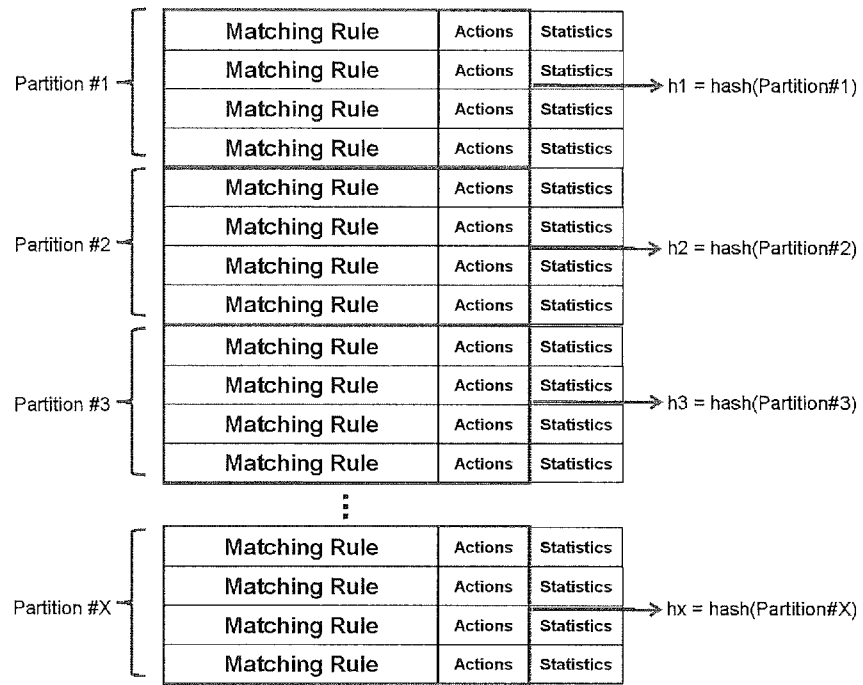 Matching Rule Actions Statistics
Matching Rule Actions Statistics
Partition #1 h1 = hash(Partition#1)
Matching Rule Actions Statistics
Matching Rule Actions Statistics
Matching Rule Actions Statistics
Matching Rule Actions Statistics
Partition #2 h2 = hash(Partition#2)
Matching Rule Actions Statistics
Matching Rule Actions Statistics
Matching Rule Actions Statistics
Matching Rule Actions Statistics
Partition #3 h3 = hash(Partition#3)
Matching Rule Actions Statistics
Matching Rule Actions Statistics
Matching Rule Actions Statistics
Matching Rule Actions Statistics
Partition #X hx = hash(Partition#X)
Matching Rule Actions Statistics
Matching Rule Actions Statistics